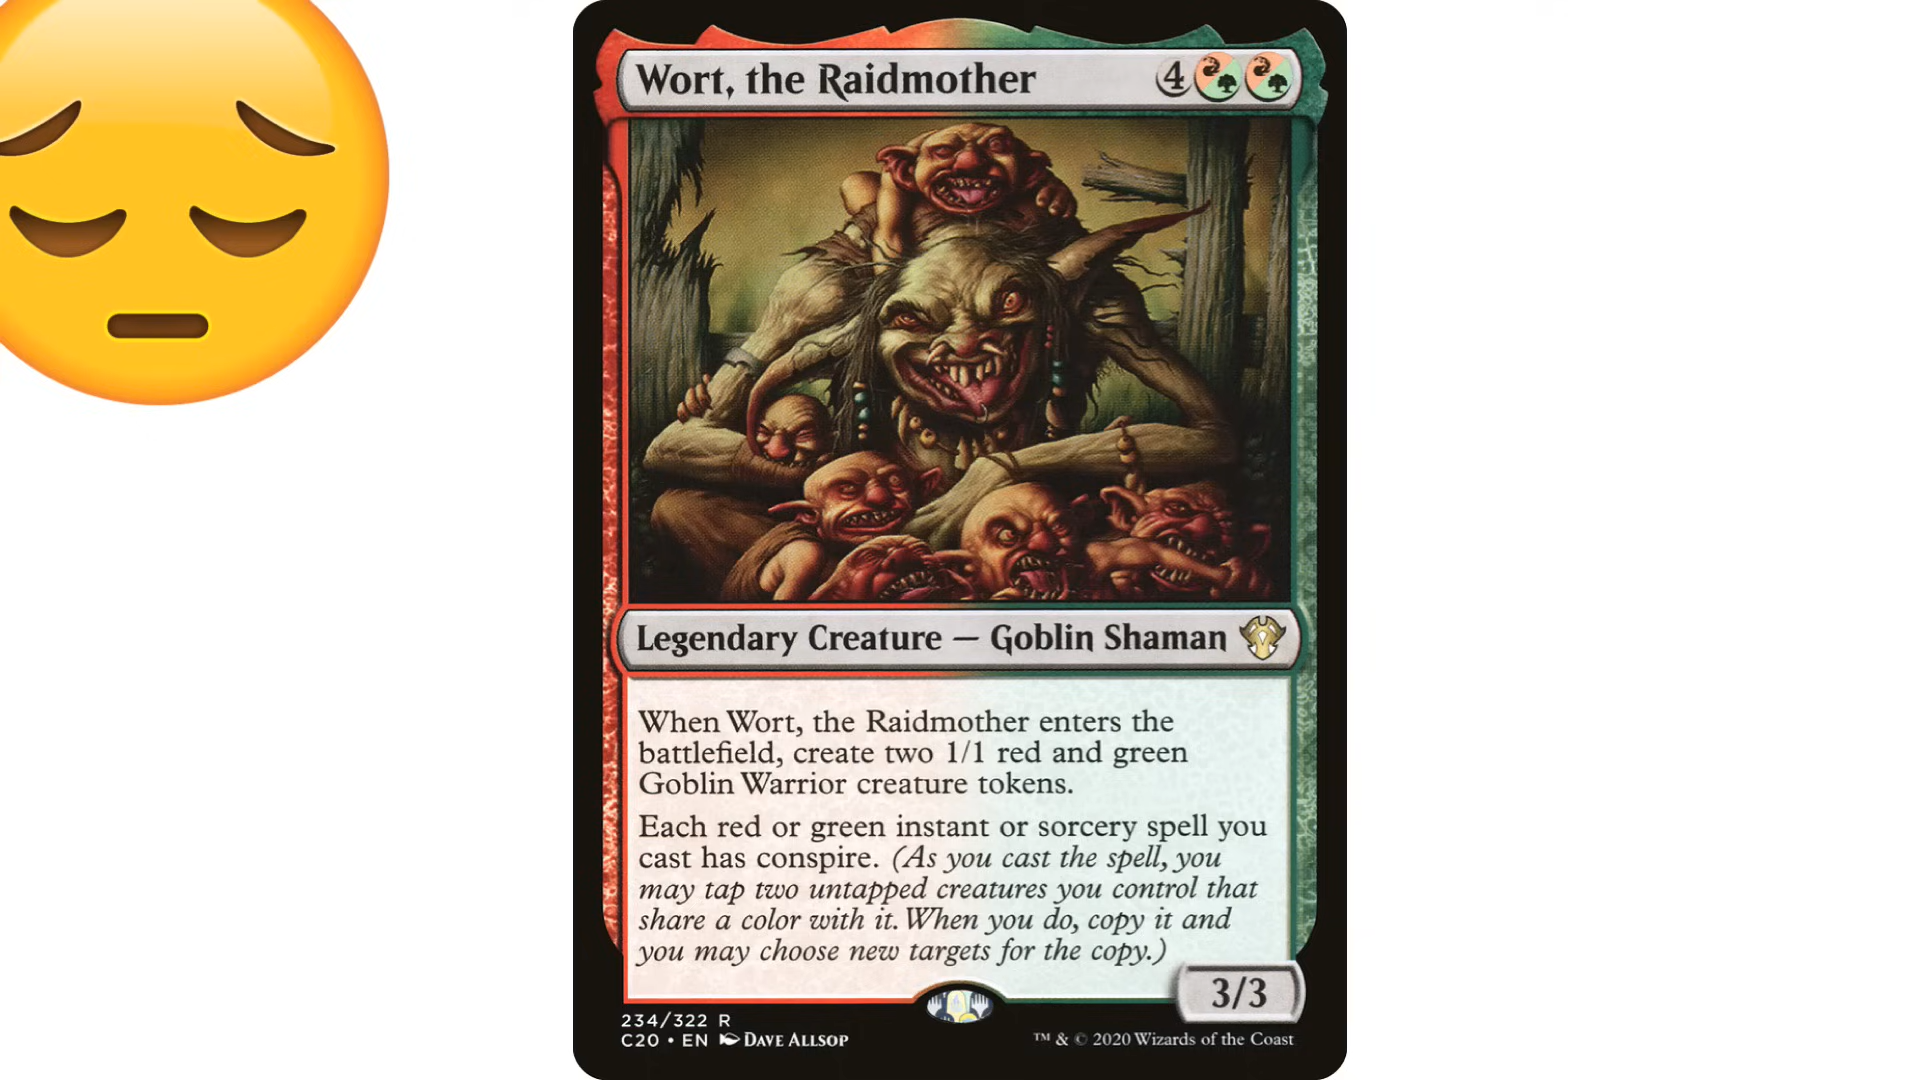 Wort, the Raidmother 4
Legendary Creature — Goblin Shaman
When Wort, the Raidmother enters the
battlefield, create two 1/1 red and green
Goblin Warrior creature tokens.
Each red or green instant or sorcery spell you
cast has conspire. (As you cast the spell, you
may tap two untapped creatures you control that
share a color with it. When you do, copy it and
you may choose new targets for the copy.)
3/3
234/322 R
C20 • EN Dave Allsop
™ & © 2020 Wizards of the Coast